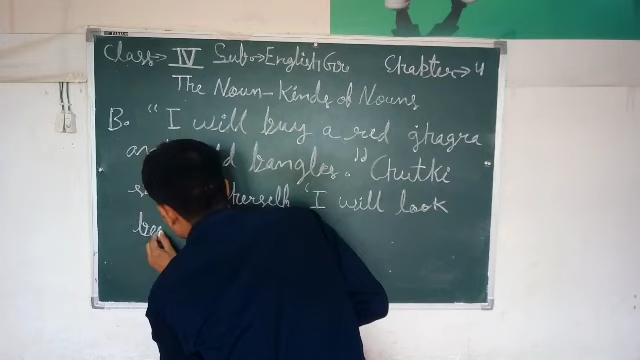 Class→ IV Sub→English Gr Chapter→4
The Noun-Kinds of Nouns
B. "I will buy a red ghagra
bangles." Chutki
herself "I will look